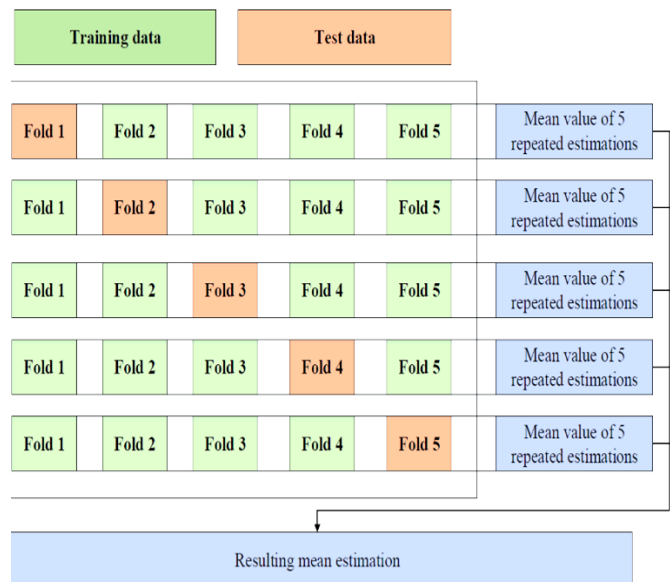 Training data
Test data
Fold 1 Fold 2 Fold 3 Fold 4 Fold 5
Mean value of 5
repeated estimations
Fold 1 Fold 2 Fold 3 Fold 4 Fold 5
Mean value of 5
repeated estimations
Fold 1 Fold 2 Fold 3 Fold 4 Fold 5
Mean value of 5
repeated estimations
Fold 1 Fold 2 Fold 3 Fold 4 Fold 5
Mean value of 5
repeated estimations
Fold 1 Fold 2 Fold 3 Fold 4 Fold 5
Mean value of 5
repeated estimations
Resulting mean estimation